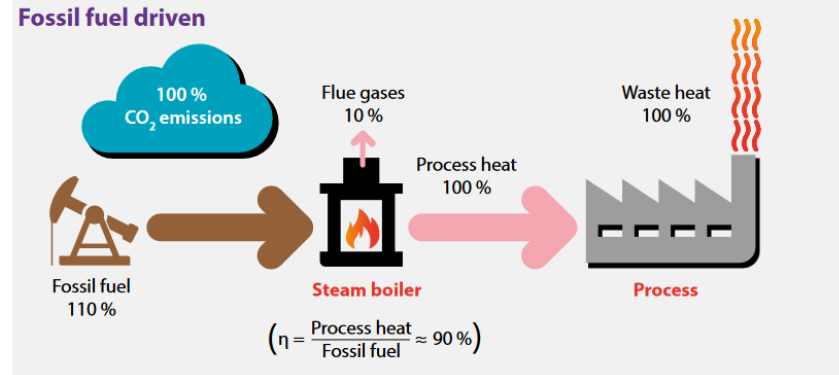 Fossil fuel driven
100 %
CO₂ emissions
Flue gases
10 %
Waste heat
100 %
Process heat
100 %
Fossil fuel
110 %
Steam boiler
Process
(η = Process heat / Fossil fuel ≈ 90 %)